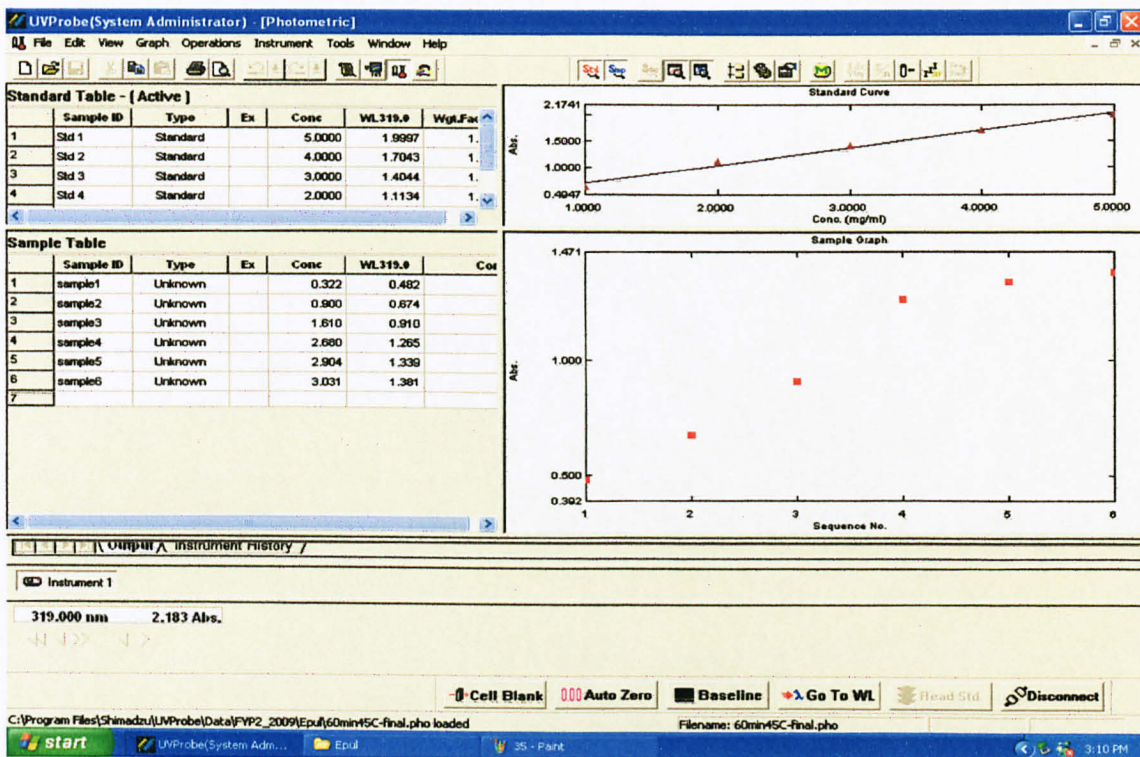 UVProbe(System Administrator) - [Photometric]
File Edit View Graph Operations Instrument Tools Window Help
Standard Table - [Active ]
Sample ID Type Ex Conc WL319.0 Wgt.Fac
1 Std 1 Standard 5.0000 1.9997 1.
2 Std 2 Standard 4.0000 1.7043 1.
3 Std 3 Standard 3.0000 1.4044 1.
4 Std 4 Standard 2.0000 1.1134 1.
Standard Curve
Abs.
2.1741
1.5000
1.0000
0.4947
1.0000 2.0000 3.0000 4.0000 5.0000
Conc. (mg/ml)
Sample Table
Sample ID Type Ex Conc WL319.0 Cor
1 sample1 Unknown 0.322 0.482
2 sample2 Unknown 0.900 0.674
3 sample3 Unknown 1.610 0.910
4 sample4 Unknown 2.680 1.265
5 sample5 Unknown 2.904 1.339
6 sample6 Unknown 3.031 1.381
7
Sample Graph
Abs.
1.471
1.000
0.500
0.392
1 2 3 4 5 6
Sequence No.
Output Instrument History
Instrument 1
319.000 nm 2.183 Abs.
Cell Blank Auto Zero Baseline Go To WL Read Std. Disconnect
C:\Program Files\Shimadzu\UVProbe\Data\FYP2_2009\Epul\60min45C-final.pho loaded Filename: 60min45C-final.pho
start UVProbe(System Adm... Epul 35 - Paint 3:10 PM